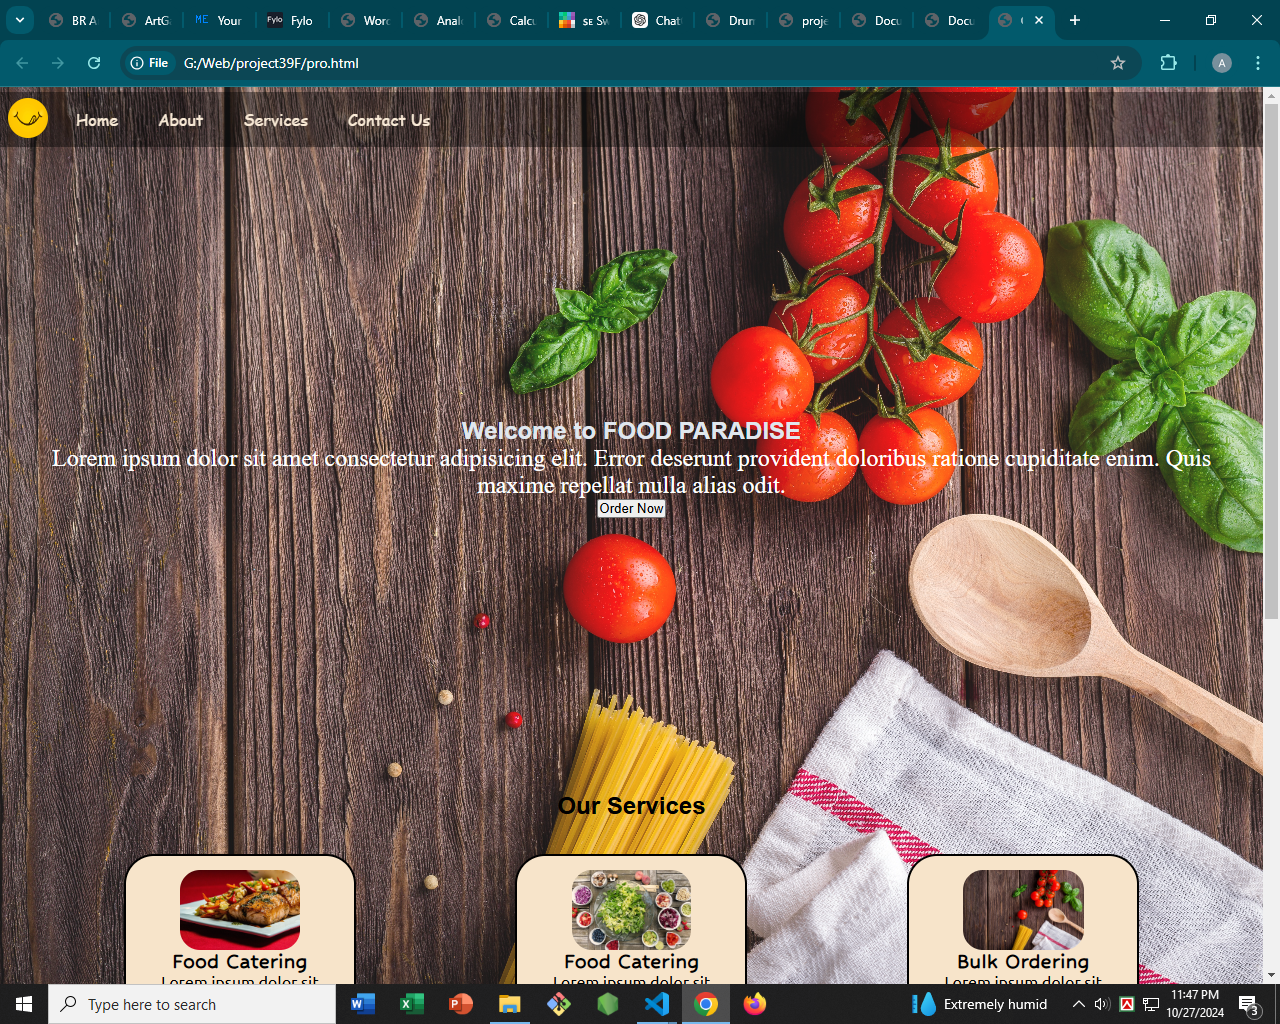 BR A
ArtG
ME Your
Fylo Fylo
Word
Anal
Calcu
SE Sw
Chat
Drum
proje
Docu
Docu
File G:/Web/project39F/pro.html
A
Home About Services Contact Us
Welcome to FOOD PARADISE
Lorem ipsum dolor sit amet consectetur adipisicing elit. Error deserunt provident doloribus ratione cupiditate enim. Quis
maxime repellat nulla alias odit.
Order Now
Our Services
Food Catering Food Catering Bulk Ordering
Lorem ipsum dolor sit Lorem ipsum dolor sit Lorem ipsum dolor sit
Type here to search
Extremely humid
11:47 PM
10/27/2024
3